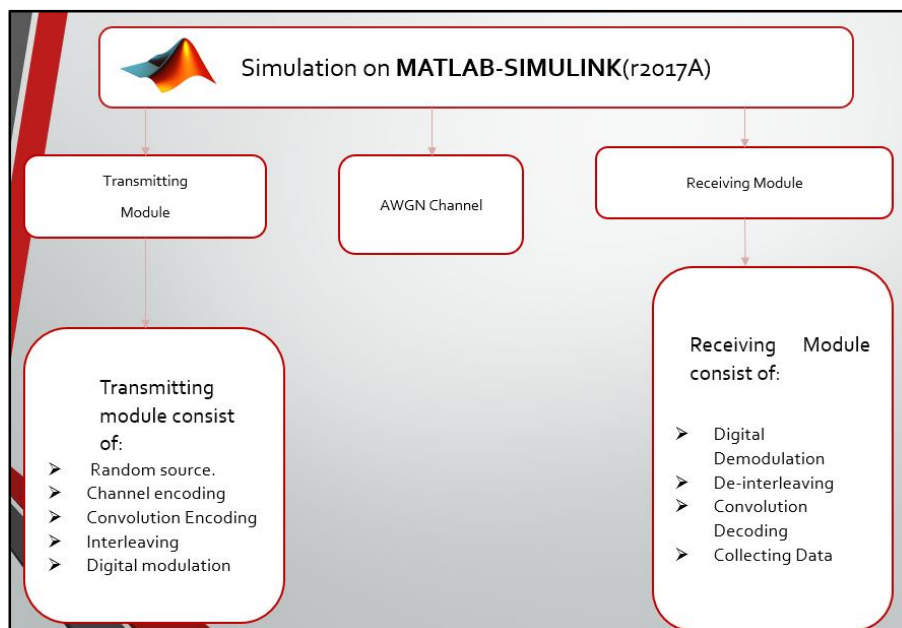 Simulation on MATLAB-SIMULINK(r2017A)
Transmitting
Module
AWGN Channel
Receiving Module
Transmitting
module consist
of:
➤ Random source.
➤ Channel encoding
➤ Convolution Encoding
➤ Interleaving
➤ Digital modulation
Receiving Module
consist of:
➤ Digital
Demodulation
➤ De-interleaving
➤ Convolution
Decoding
➤ Collecting Data